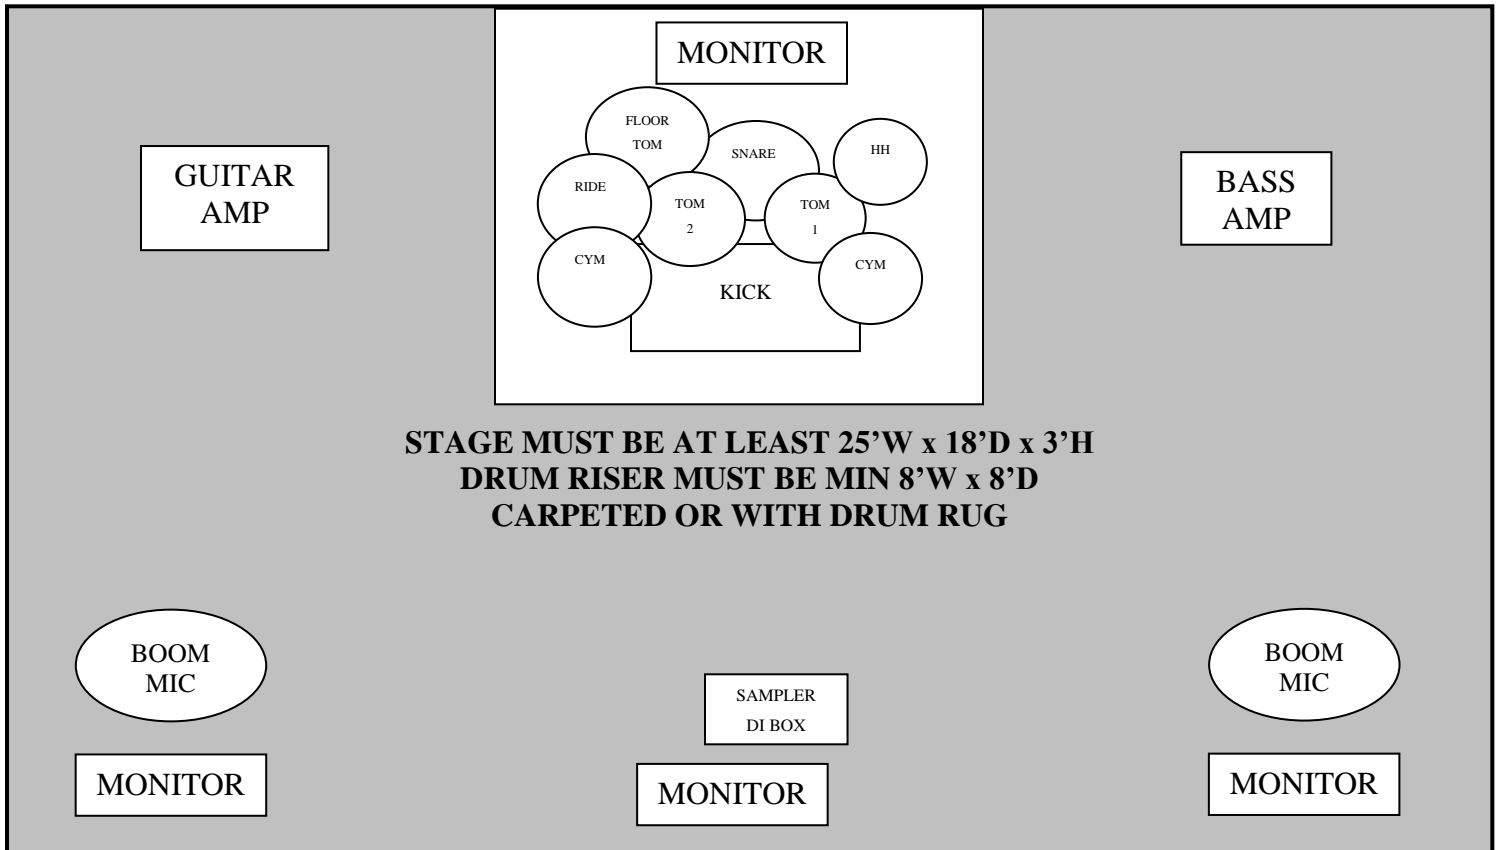 MONITOR
FLOOR
TOM
SNARE
HH
RIDE
TOM
2
TOM
1
CYM
CYM
KICK
GUITAR
AMP
BASS
AMP
STAGE MUST BE AT LEAST 25’W x 18’D x 3’H
DRUM RISER MUST BE MIN 8’W x 8’D
CARPETED OR WITH DRUM RUG
BOOM
MIC
SAMPLER
DI BOX
BOOM
MIC
MONITOR
MONITOR
MONITOR